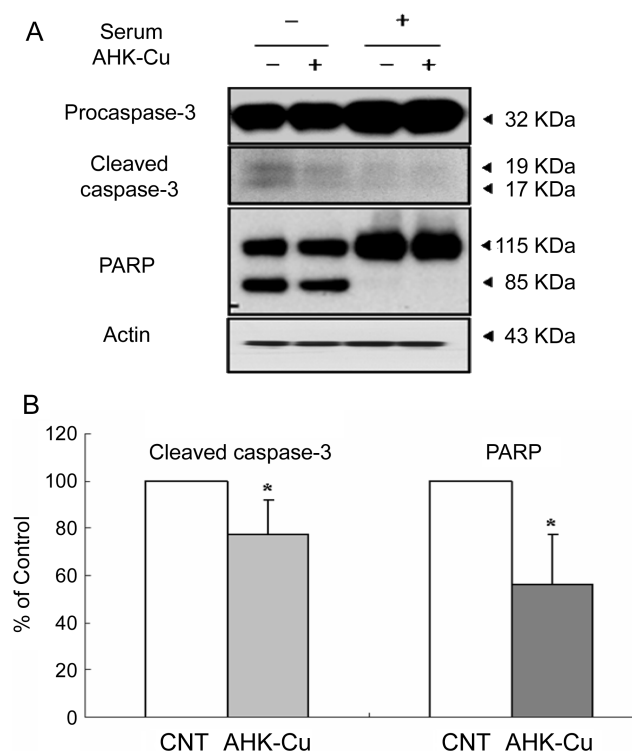 A
Serum − +
AHK-Cu − + − +
Procaspase-3 ◄ 32 KDa
Cleaved caspase-3 ◄ 19 KDa
◄ 17 KDa
PARP ◄ 115 KDa
◄ 85 KDa
Actin ◄ 43 KDa
B
% of Control
120
100
80
60
40
20
0
Cleaved caspase-3 PARP
* *
CNT AHK-Cu CNT AHK-Cu